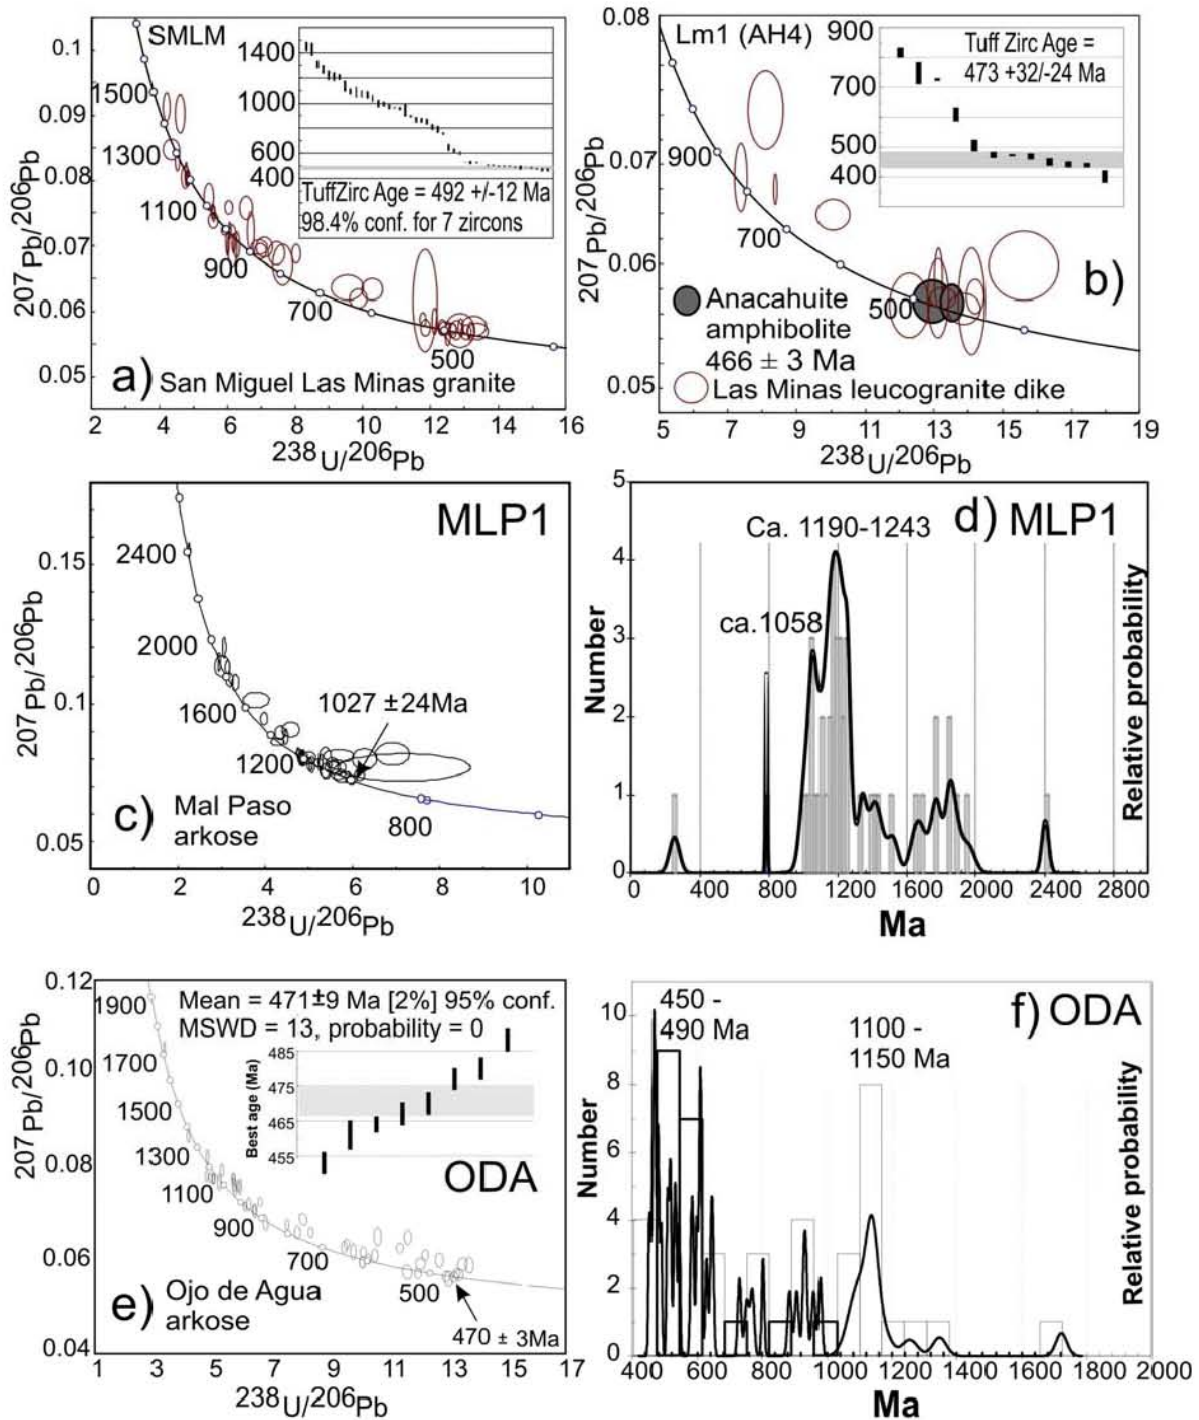 SMLM
0.1
0.09
0.08
0.07
0.06
0.05
207Pb/206Pb
1500
1300
1100
900
700
500
1400
1000
600
400
TuffZirc Age = 492 +/-12 Ma
98.4% conf. for 7 zircons
a) San Miguel Las Minas granite
2 4 6 8 10 12 14 16
238U/206Pb
Lm1 (AH4)
0.08
0.07
0.06
0.05
207Pb/206Pb
900
700
500
900
700
500
400
Tuff Zirc Age =
473 +32/-24 Ma
b)
Anacahuite
amphibolite
466 ± 3 Ma
Las Minas leucogranite dike
5 7 9 11 13 15 17 19
238U/206Pb
MLP1
0.15
0.1
0.05
207Pb/206Pb
2400
2000
1600
1200
800
1027 ±24Ma
c) Mal Paso
arkose
0 2 4 6 8 10
238U/206Pb
d) MLP1
Ca. 1190-1243
ca.1058
5
4
3
2
1
0
Number
Relative probability
0 400 800 1200 1600 2000 2400 2800
Ma
0.12
0.10
0.08
0.06
0.04
207Pb/206Pb
1900
1700
1500
1300
1100
900
700
500
Mean = 471±9 Ma [2%] 95% conf.
MSWD = 13, probability = 0
Best age (Ma)
485
475
465
455
ODA
470 ± 3Ma
e) Ojo de Agua
arkose
1 3 5 7 9 11 13 15 17
238U/206Pb
f) ODA
450 -
490 Ma
1100 -
1150 Ma
10
8
6
4
2
0
Number
Relative probability
400 600 800 1000 1200 1400 1600 1800 2000
Ma